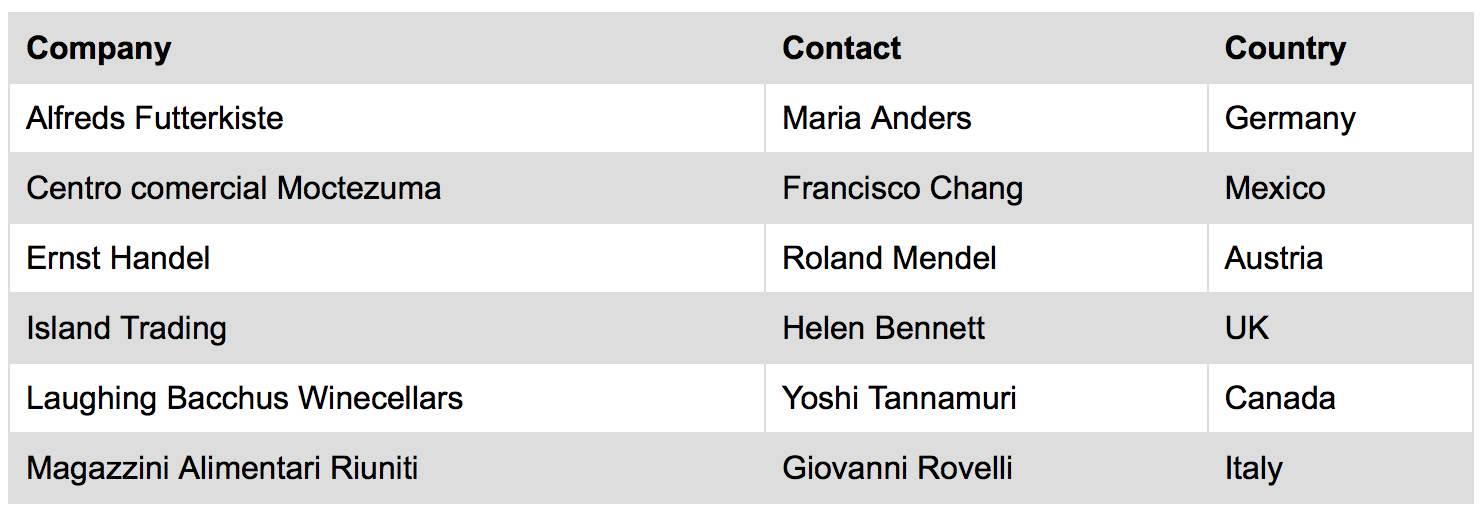 Company Contact Country
Alfreds Futterkiste Maria Anders Germany
Centro comercial Moctezuma Francisco Chang Mexico
Ernst Handel Roland Mendel Austria
Island Trading Helen Bennett UK
Laughing Bacchus Winecellars Yoshi Tannamuri Canada
Magazzini Alimentari Riuniti Giovanni Rovelli Italy